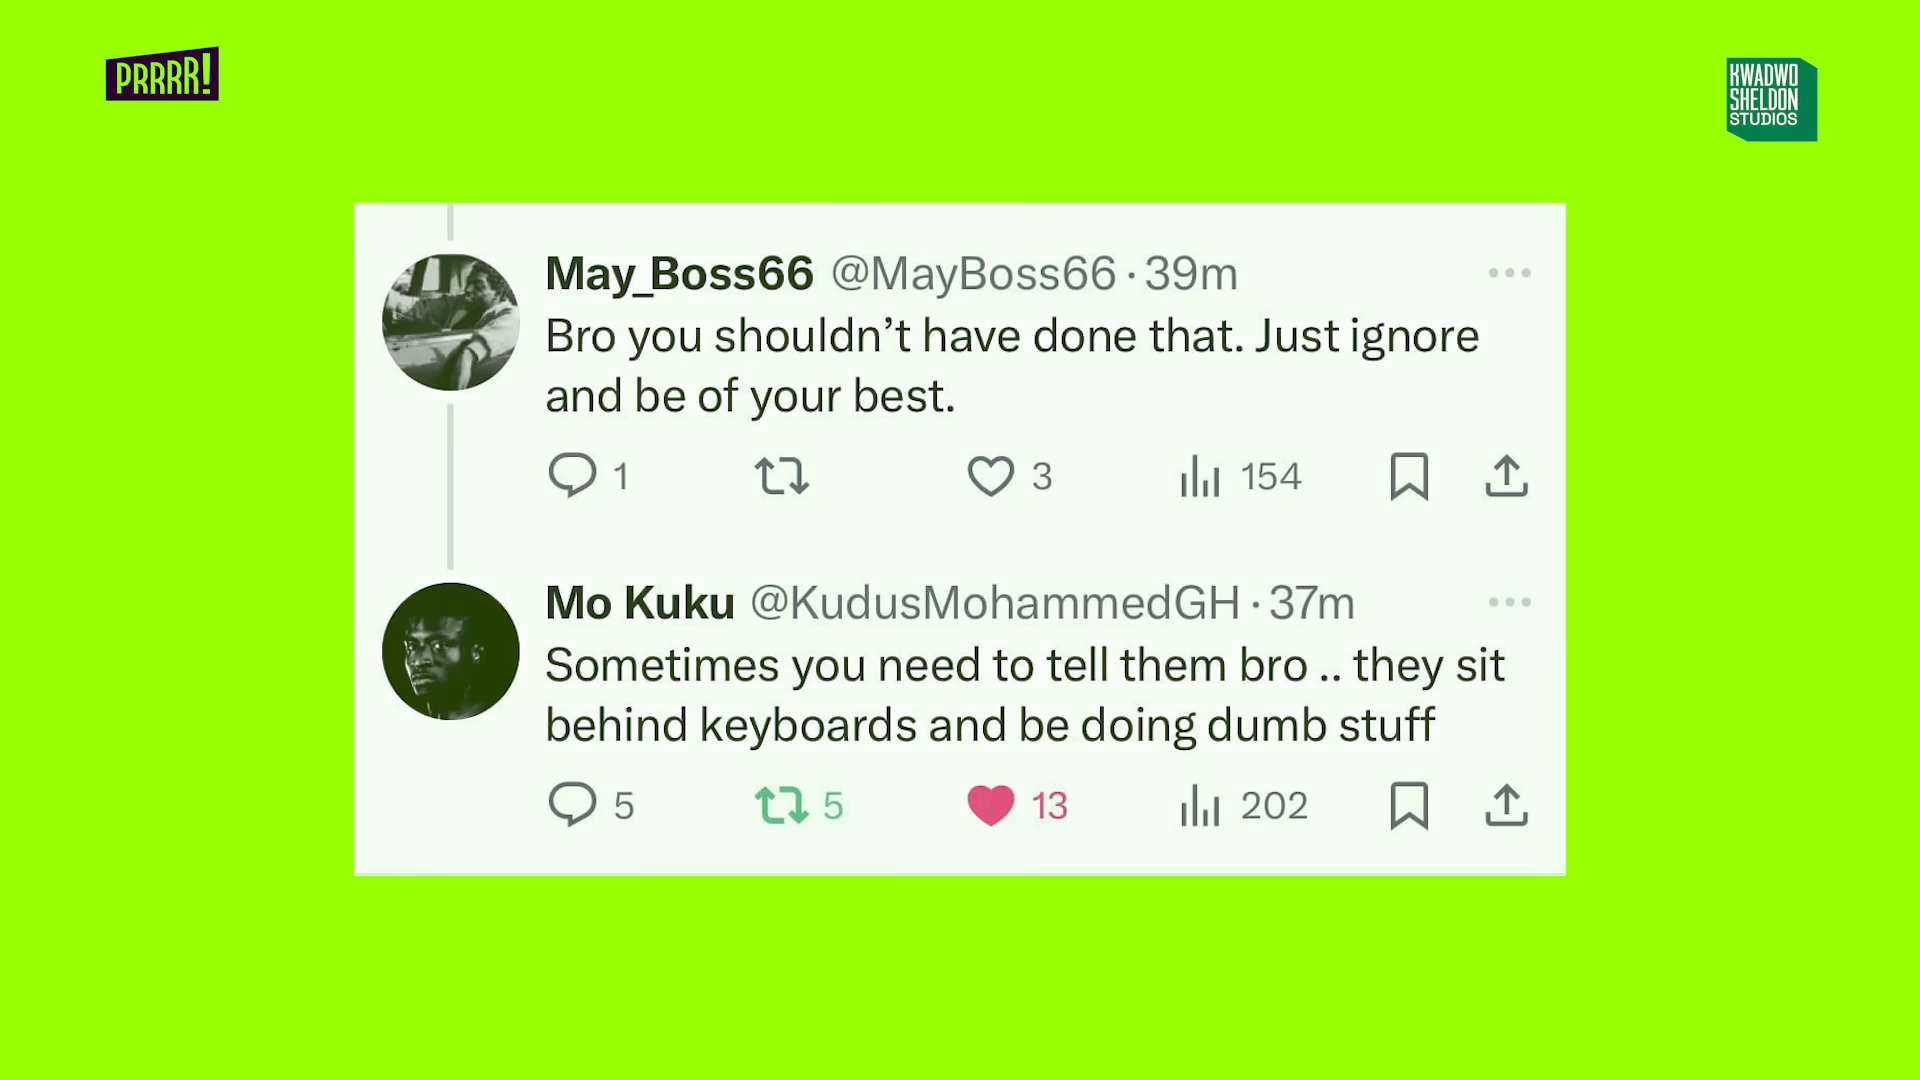 PRRRR!
KWADWO
SHELDON
STUDIOS
May_Boss66 @MayBoss66 · 39m
Bro you shouldn’t have done that. Just ignore
and be of your best.
1 3 154
Mo Kuku @KudusMohammedGH · 37m
Sometimes you need to tell them bro .. they sit
behind keyboards and be doing dumb stuff
5 5 13 202